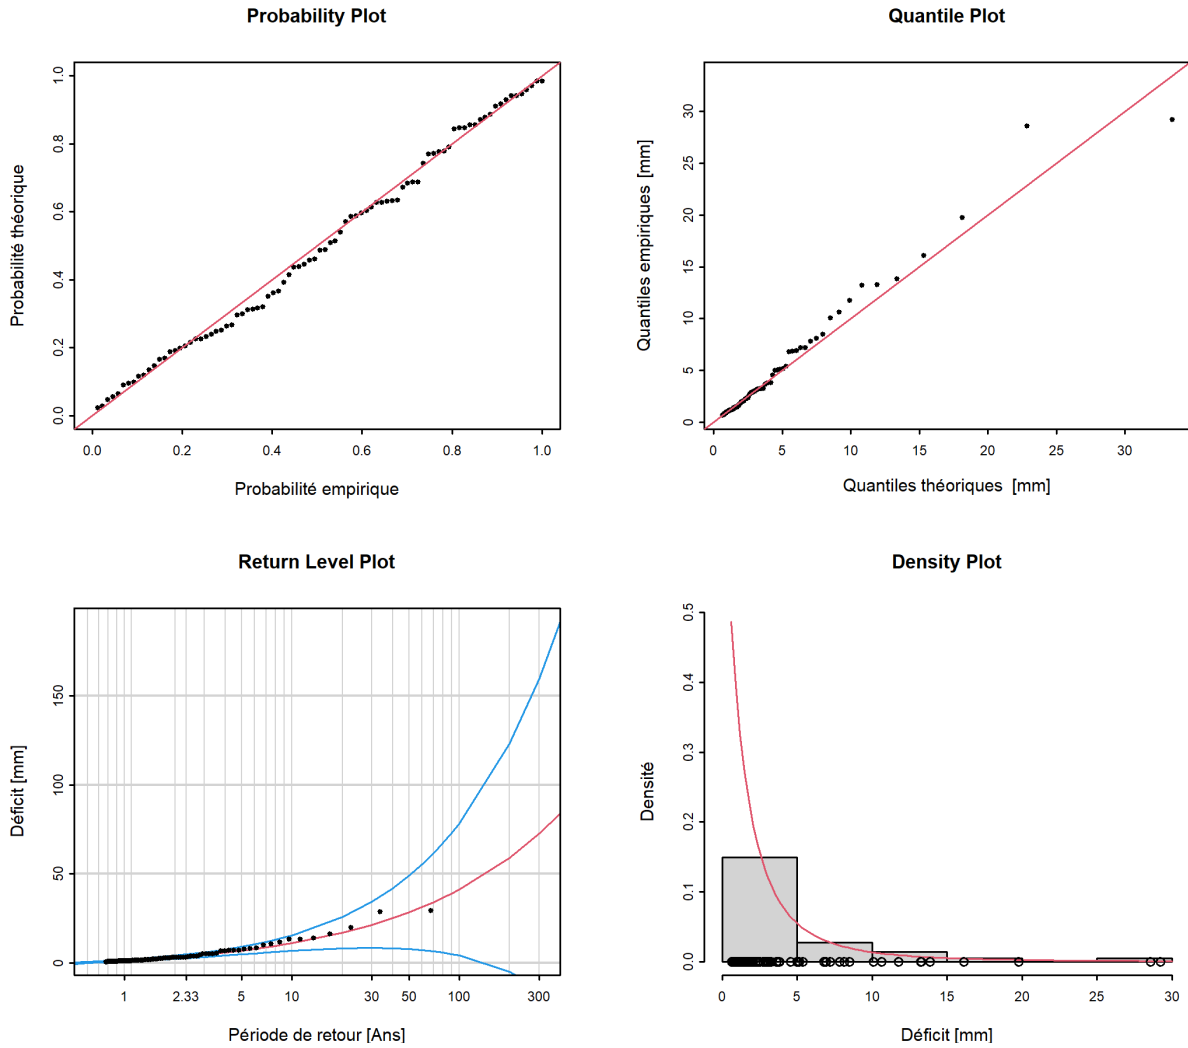 Probability Plot
Probabilité théorique
0.0 0.2 0.4 0.6 0.8 1.0
0.0 0.2 0.4 0.6 0.8 1.0
Probabilité empirique
Quantile Plot
Quantiles empiriques [mm]
0 5 10 15 20 25 30
0 5 10 15 20 25 30
Quantiles théoriques [mm]
Return Level Plot
Déficit [mm]
0 50 100 150
1 2.33 5 10 30 50 100 300
Période de retour [Ans]
Density Plot
Densité
0.0 0.1 0.2 0.3 0.4 0.5
0 5 10 15 20 25 30
Déficit [mm]